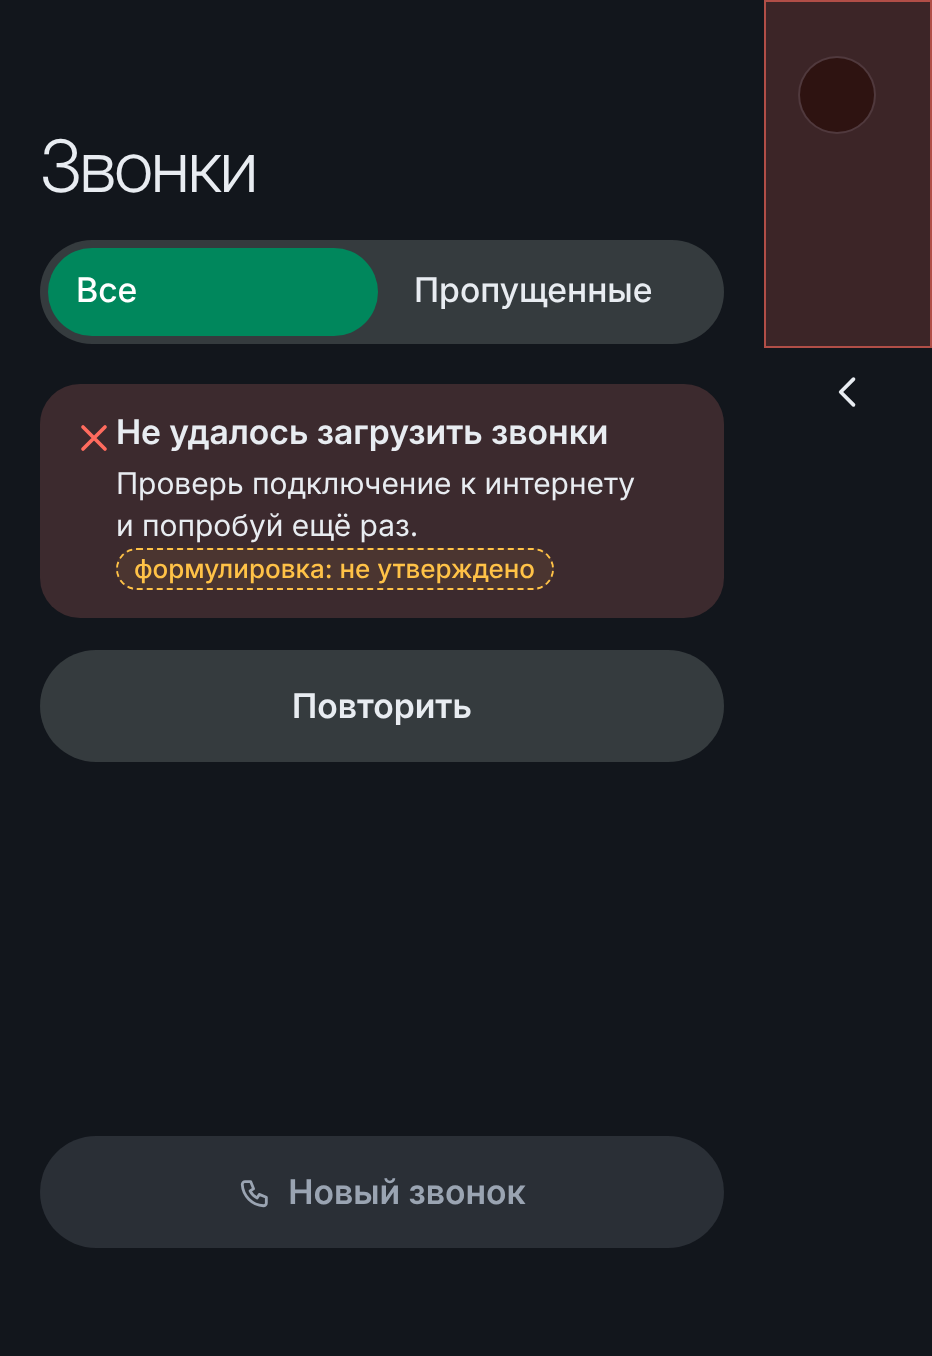 Звонки
Все
Пропущенные
Не удалось загрузить звонки
Проверь подключение к интернету
и попробуй ещё раз.
формулировка: не утверждено
Повторить
Новый звонок